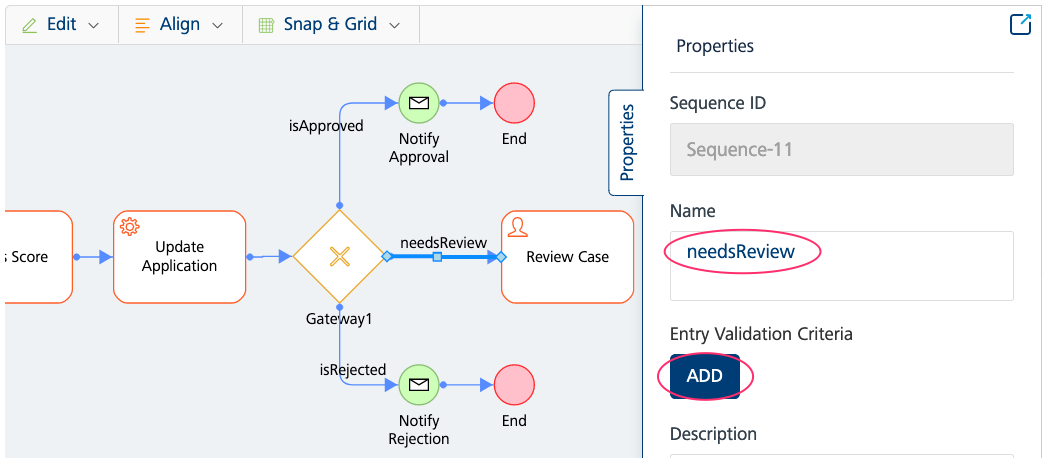 Edit
Align
Snap & Grid
Properties
Properties
Sequence ID
Sequence-11
Name
needsReview
Entry Validation Criteria
ADD
Description
isApproved
Notify
Approval
End
s Score
Update
Application
Gateway1
needsReview
Review Case
isRejected
Notify
Rejection
End